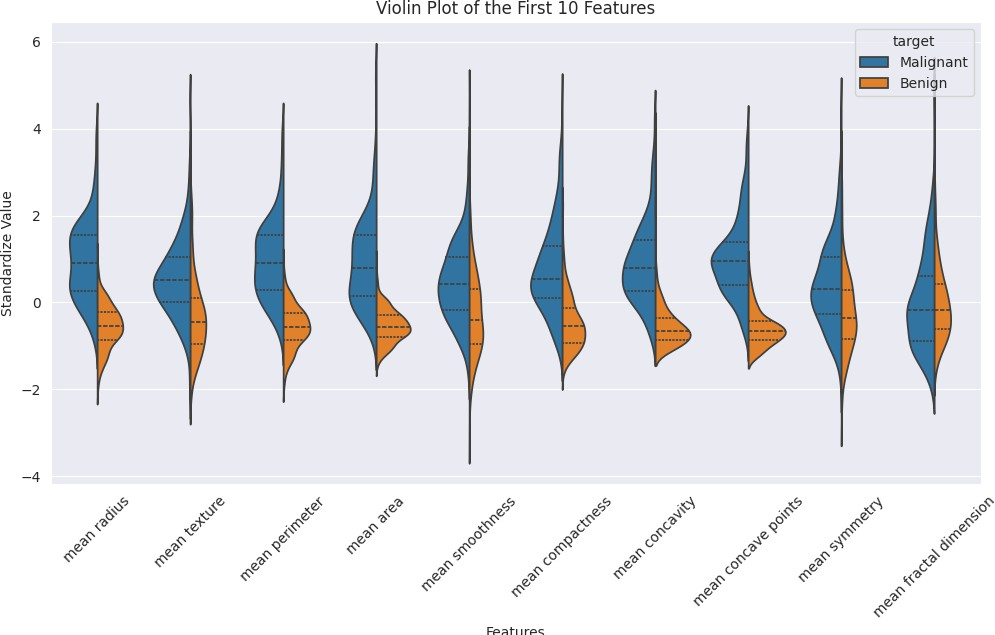 Violin Plot of the First 10 Features
target
Malignant
Benign
Standardize Value
6
4
2
0
−2
−4
mean radius
mean texture
mean perimeter
mean area
mean smoothness
mean compactness
mean concavity
mean concave points
mean symmetry
mean fractal dimension
Features